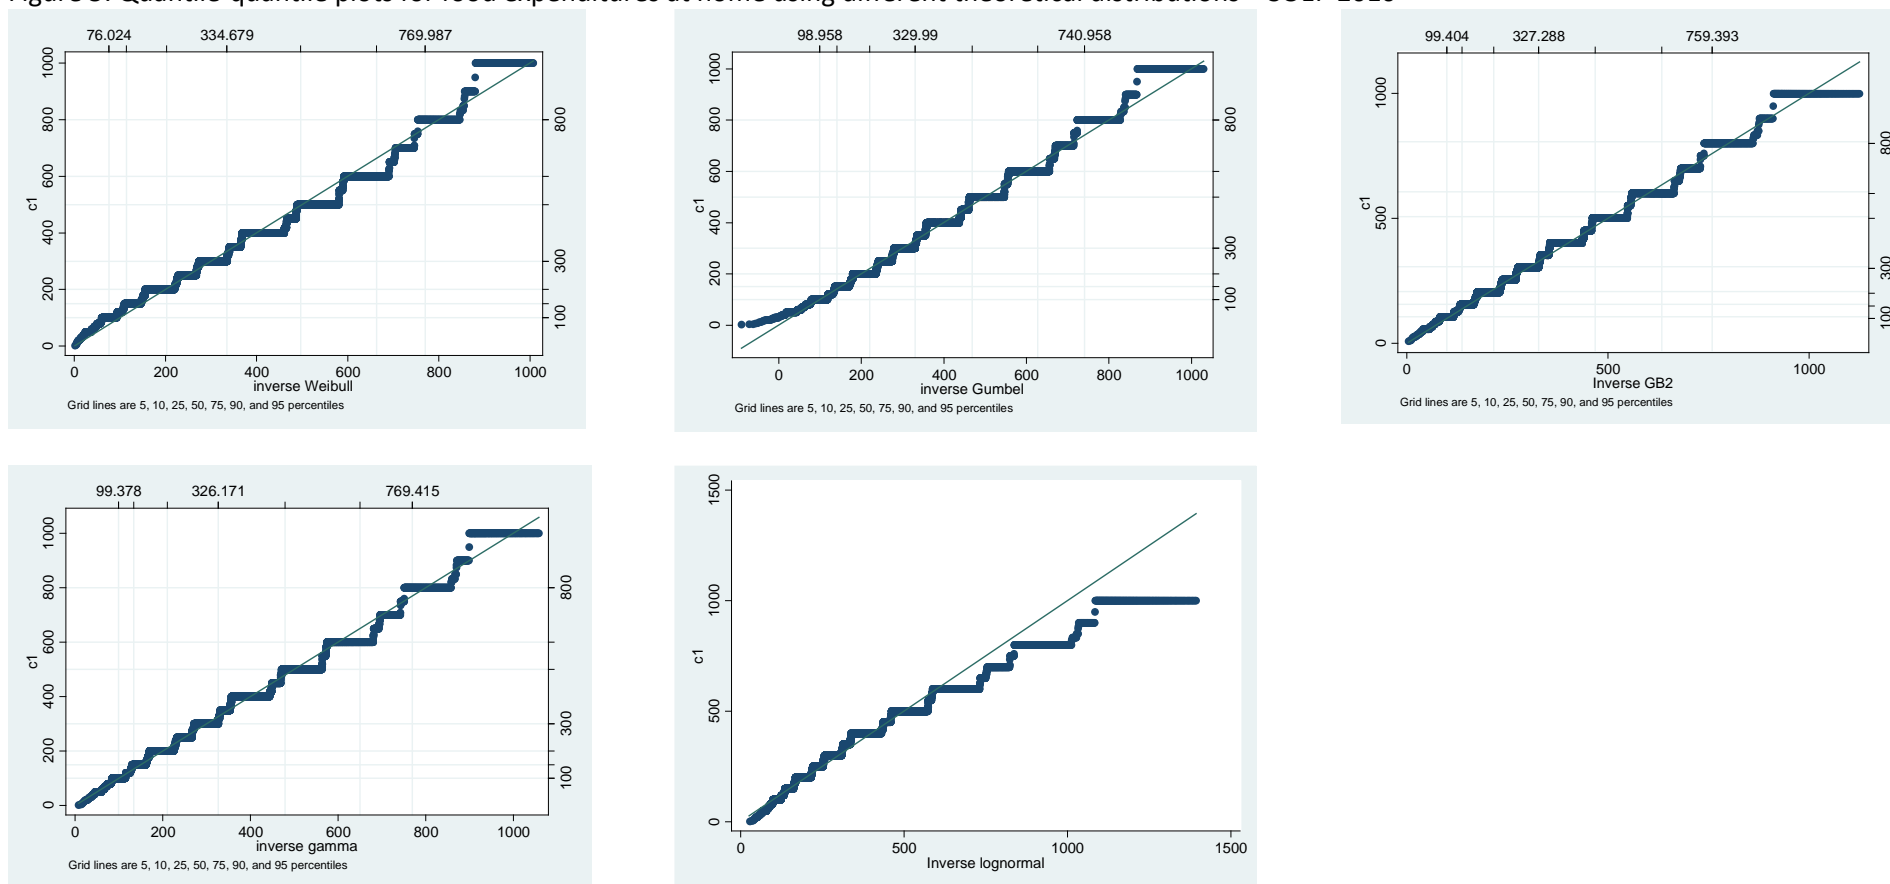 76.024 334.679 769.987
0 200 400 600 800 1000
c1
100 300 800
0 200 400 600 800 1000
inverse Weibull
Grid lines are 5, 10, 25, 50, 75, 90, and 95 percentiles
98.958 329.99 740.958
0 200 400 600 800 1000
c1
100 300 800
0 200 400 600 800 1000
inverse Gumbel
Grid lines are 5, 10, 25, 50, 75, 90, and 95 percentiles
99.404 327.288 759.393
0 500 1000
c1
100 300 800
0 500 1000
Inverse GB2
Grid lines are 5, 10, 25, 50, 75, 90, and 95 percentiles
99.378 326.171 769.415
0 200 400 600 800 1000
c1
100 300 800
0 200 400 600 800 1000
inverse gamma
Grid lines are 5, 10, 25, 50, 75, 90, and 95 percentiles
0 500 1000 1500
c1
0 500 1000 1500
Inverse lognormal